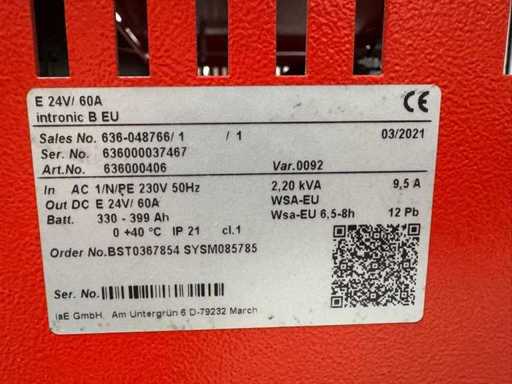 E 24V/ 60A
intronic B EU
CE
Sales No. 636-048766/ 1 / 1 03/2021
Ser. No. 636000037467
Art.No. 636000406 Var.0092
In AC 1/N/PE 230V 50Hz 2,20 kVA 9,5 A
Out DC E 24V/ 60A WSA-EU
Batt. 330 - 399 Ah Wsa-EU 6,5-8h 12 Pb
0 +40 °C IP 21 cl.1
Order No.BST0367854 SYSM085785
Ser. No.
iaE GmbH, Am Untergrün 6 D-79232 March